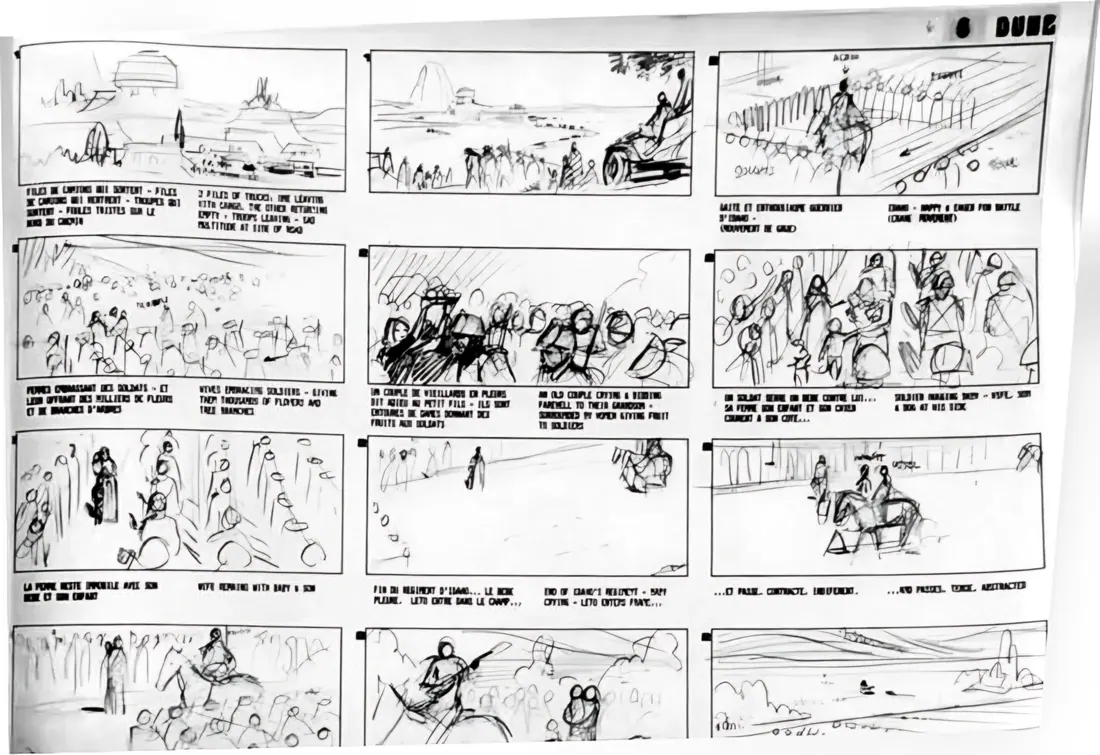 6 DUNE
FILES DE CAMIONS QUI SORTENT - FILES
DE CAMIONS QUI RENTRENT - TROUPES QUI
SORTENT - FOULES TRISTES SUR LE
BORD DU CHEMIN
2 FILES OF TRUCKS: ONE LEAVING
WITH CARGO, THE OTHER RETURNING
EMPTY : TROOPS LEAVING - SAD
MULTITUDE AT SIDE OF ROAD
GAITE ET ENTHOUSIASME GUERRIER
D'IDAHO -
(MOUVEMENT DE GRUE)
IDAHO - HAPPY & EAGER FOR BATTLE
(CRANE MOVEMENT)
FEMMES EMBRASSANT DES SOLDATS - ET
LEUR OFFRANT DES MILLIERS DE FLEURS
ET DE BRANCHES D'ARBRES
WIVES EMBRACING SOLDIERS - GIVING
THEM THOUSANDS OF FLOWERS AND
TREE BRANCHES
UN COUPLE DE VIEILLARDS EN PLEURS
DIT ADIEU AU PETIT FILS - ILS SONT
ENTOURES DE DAMES DONNANT DES
FRUITS AUX SOLDATS
AN OLD COUPLE CRYING & BIDDING
FAREWELL TO THEIR GRANDSON -
SURROUNDED BY WOMEN GIVING FRUIT
TO SOLDIERS
UN SOLDAT SERRE UN BEBE CONTRE LUI...
SA FEMME SON ENFANT ET SON CHIEN
COURENT A SON COTE...
SOLDIER HUGGING BABY - WIFE, SON
& DOG AT HIS SIDE
LA FEMME RESTE IMMOBILE AVEC SON
BEBE ET SON ENFANT
WIFE REMAINS WITH BABY & SON
FIN DU REGIMENT D'IDAHO... LE BEBE
PLEURE. LETO ENTRE DANS LE CHAMP...
END OF IDAHO'S REGIMENT - BABY
CRYING - LETO ENTERS FRAME...
...ET PASSE. CONTRACTE. INDIFFERENT.
...AND PASSES. TENSE. ABSTRACTED